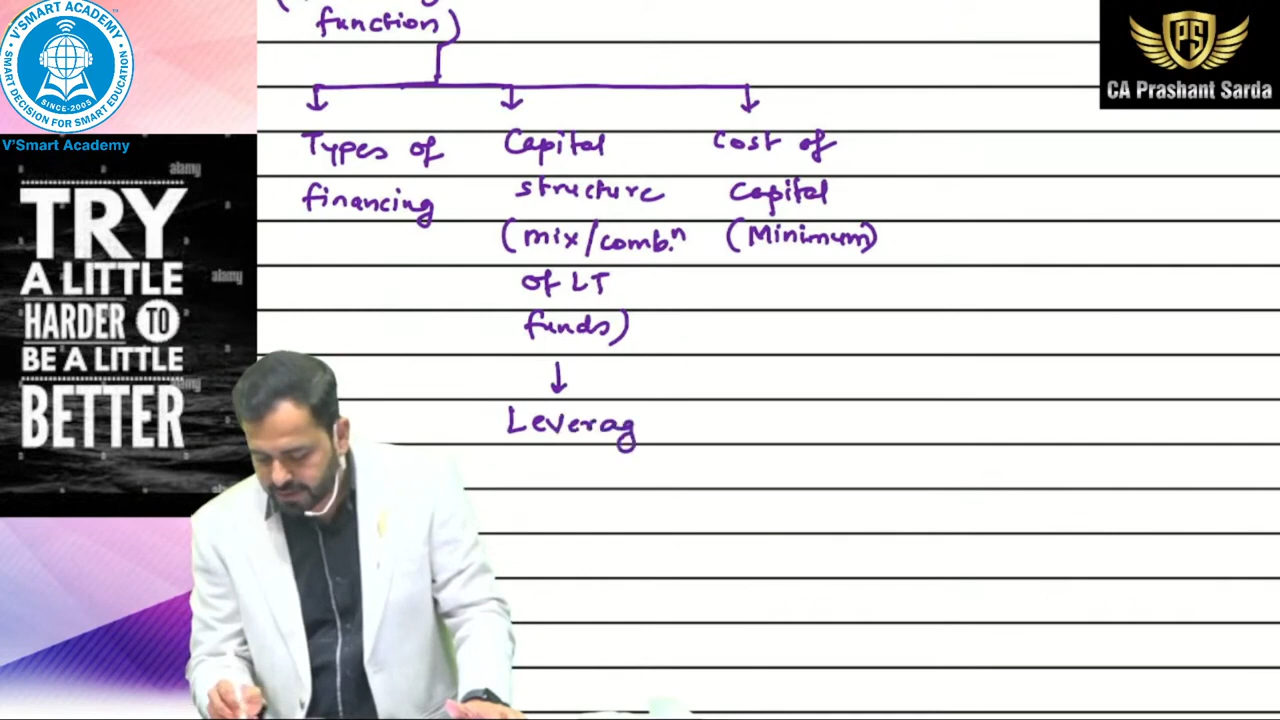 V'SMART ACADEMY
SMART DECISION FOR SMART EDUCATION
SINCE-2005
V'Smart Academy
PS
CA Prashant Sarda
function)
Types of
financing
Capital
structure
(mix/comb.n
of LT
funds)
Leverag
Cost of
Capital
(Minimum)
TRY
A LITTLE
HARDER TO
BE A LITTLE
BETTER
alamy
alamy